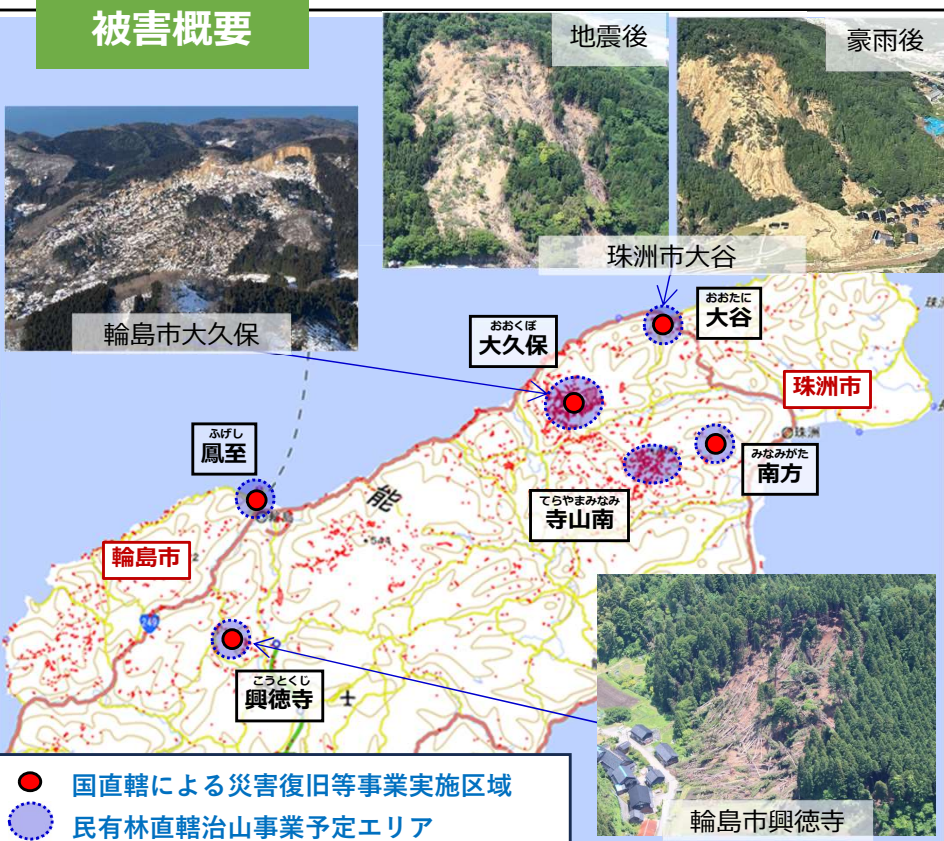 被害概要
地震後
豪雨後
珠洲市大谷
輪島市大久保
おおくぼ
大久保
おおたに
大谷
珠洲市
珠洲
みなみがた
南方
ふげし
鳳至
能
てらやまみなみ
寺山南
輪島市
249
こうとくじ
興徳寺
国直轄による災害復旧等事業実施区域
民有林直轄治山事業予定エリア
輪島市興徳寺